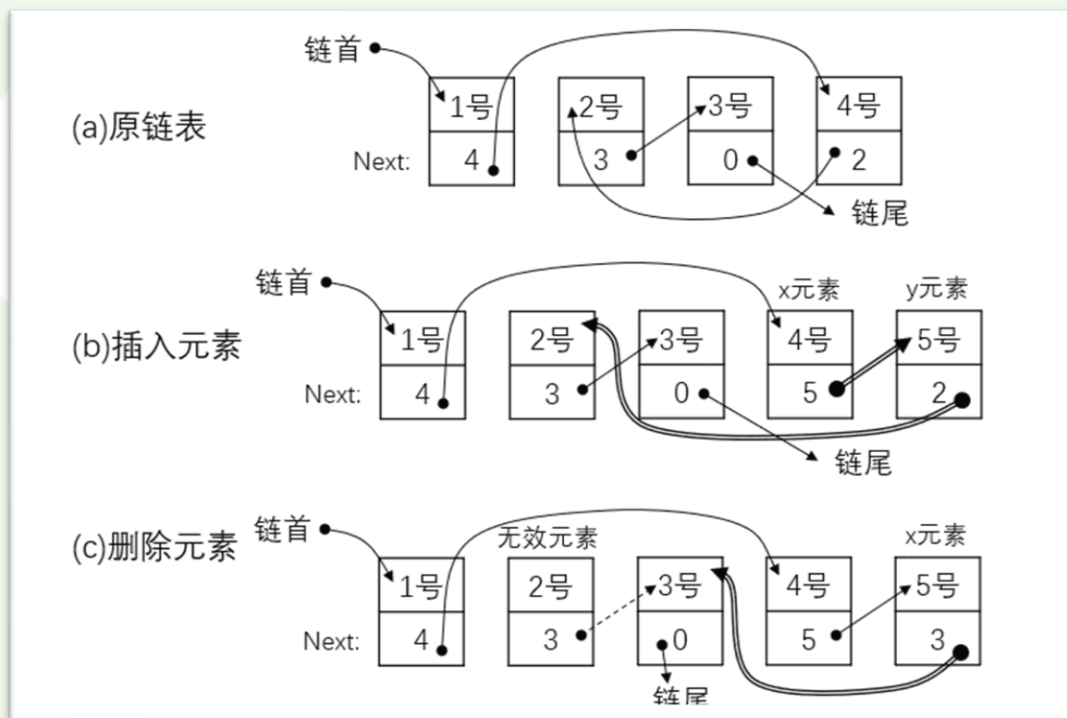 链首
(a)原链表
1号 2号 3号 4号
Next: 4 3 0 2
链尾
链首
x元素 y元素
(b)插入元素
1号 2号 3号 4号 5号
Next: 4 3 0 5 2
链尾
链首
无效元素 x元素
(c)删除元素
1号 2号 3号 4号 5号
Next: 4 3 0 5 3
链尾